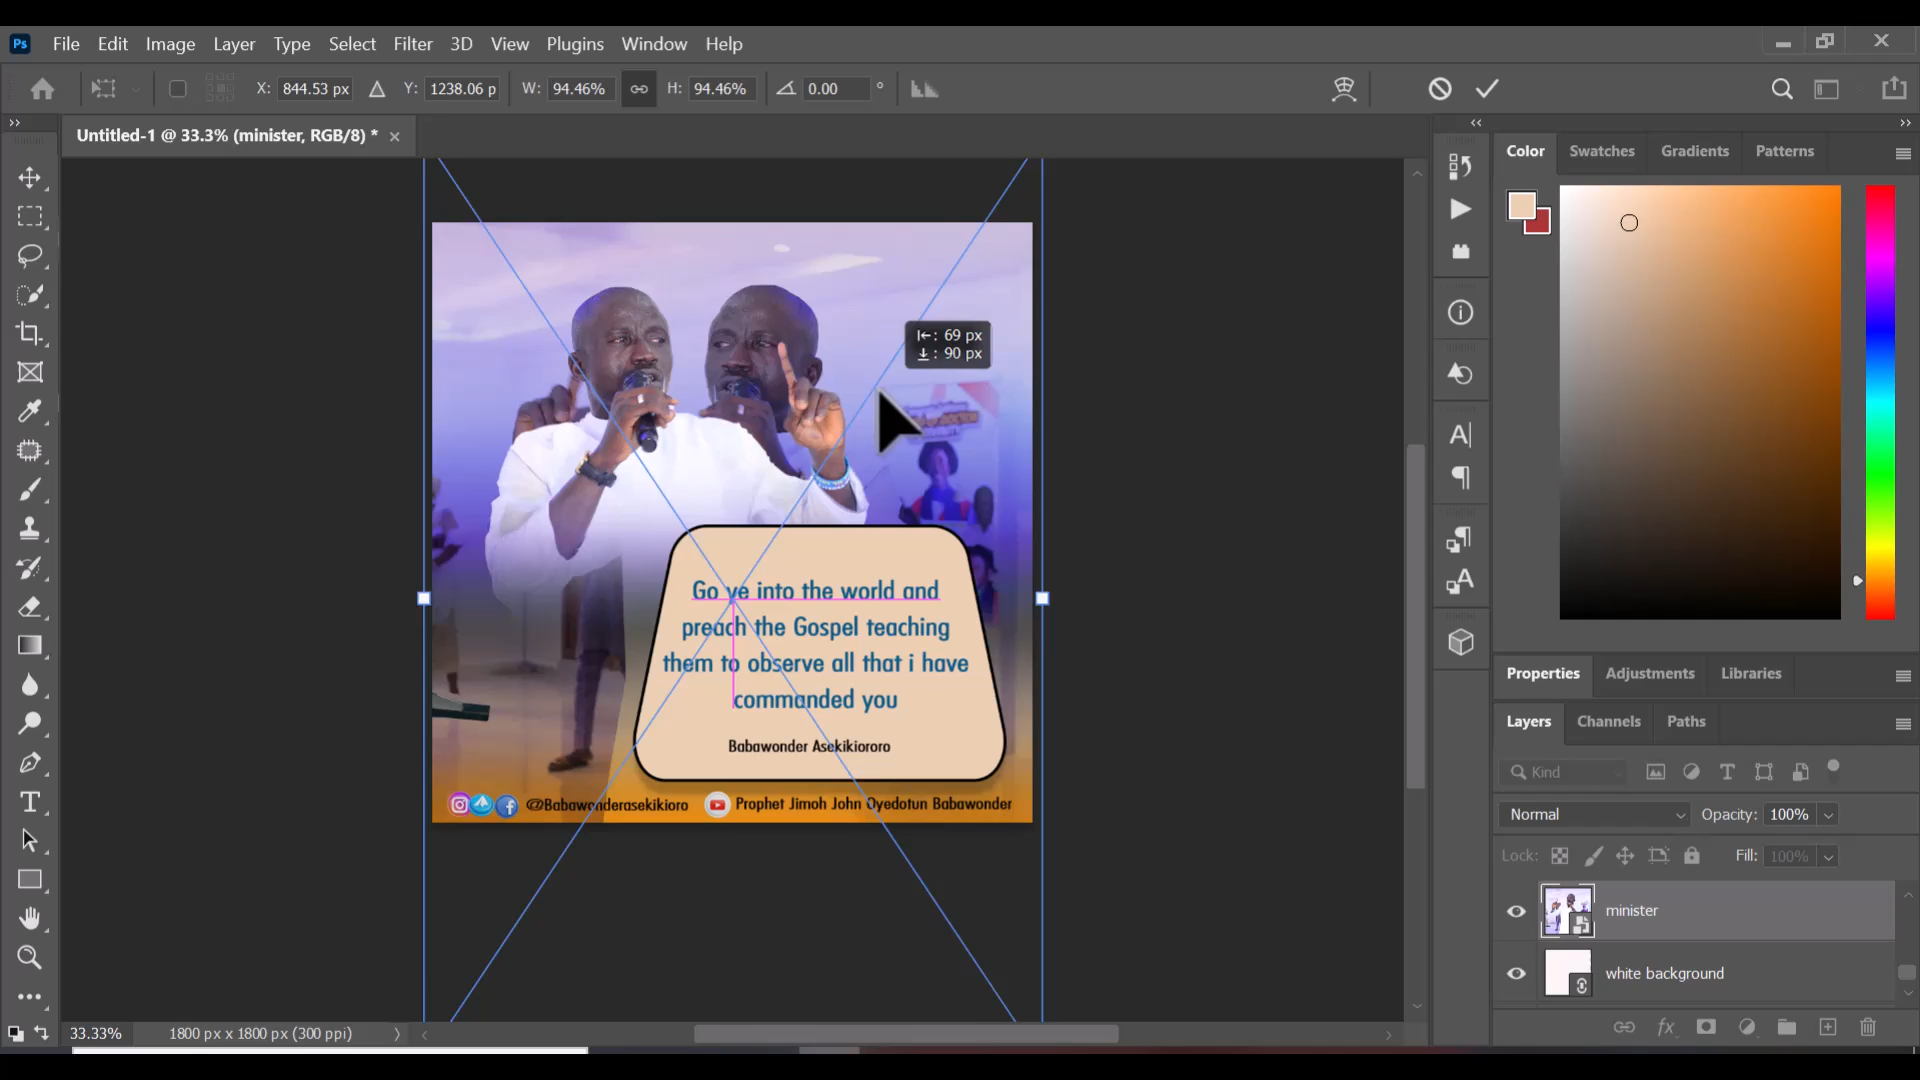 Ps File Edit Image Layer Type Select Filter 3D View Plugins Window Help
X: 844.53 px Y: 1238.06 p W: 94.46% H: 94.46% 0.00 °
Untitled-1 @ 33.3% (minister, RGB/8) *
Color Swatches Gradients Patterns
69 px
90 px
Go ye into the world and
preach the Gospel teaching
them to observe all that i have
commanded you
Babawonder Asekikiororo
@Babawonderasekikioro Prophet Jimoh John Oyedotun Babawonder
Properties Adjustments Libraries
Layers Channels Paths
Kind
Normal Opacity: 100%
Lock: Fill: 100%
minister
white background
33.33% 1800 px x 1800 px (300 ppi)